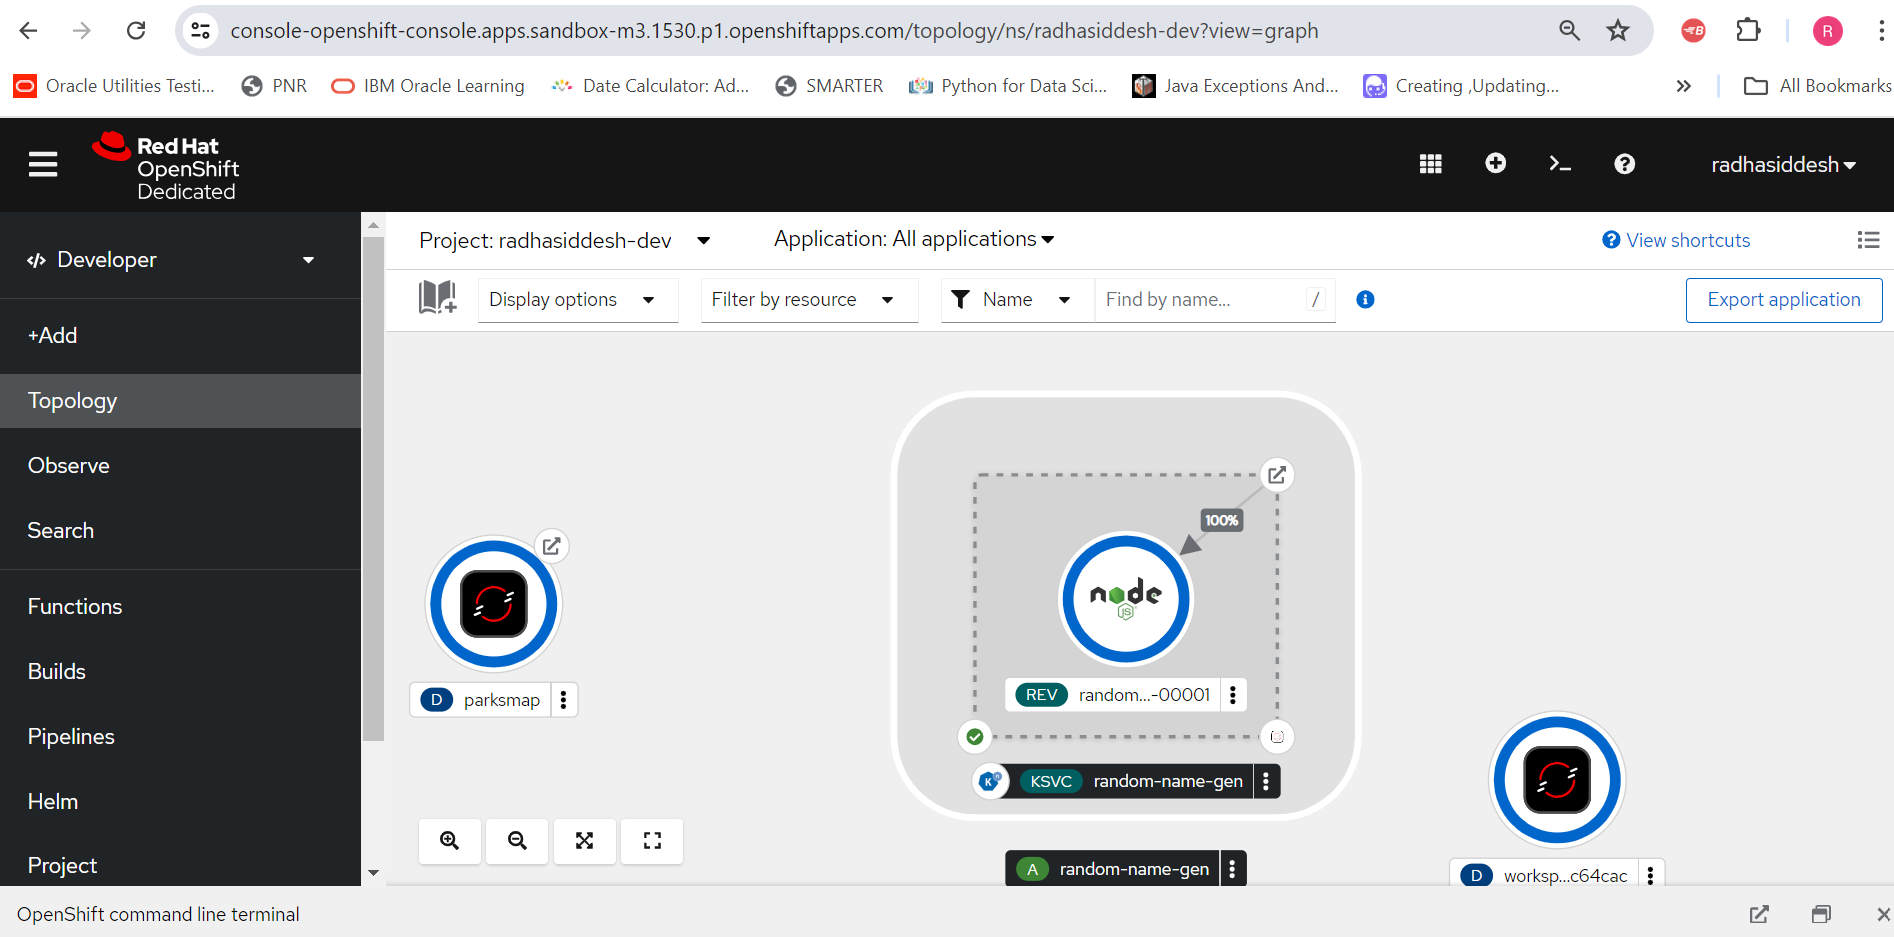 console-openshift-console.apps.sandbox-m3.1530.p1.openshiftapps.com/topology/ns/radhasiddesh-dev?view=graph
B
R
Oracle Utilities Testi...
PNR
IBM Oracle Learning
Date Calculator: Ad...
SMARTER
Python for Data Sci...
Java Exceptions And...
Creating ,Updating...
All Bookmarks
Red Hat
OpenShift
Dedicated
radhasiddesh
Developer
+Add
Topology
Observe
Search
Functions
Builds
Pipelines
Helm
Project
Project: radhasiddesh-dev
Application: All applications
View shortcuts
Display options
Filter by resource
Name
Find by name...
/
Export application
100%
node
JS
D parksmap
REV random...-00001
K
KSVC random-name-gen
A random-name-gen
D worksp...c64cac
OpenShift command line terminal